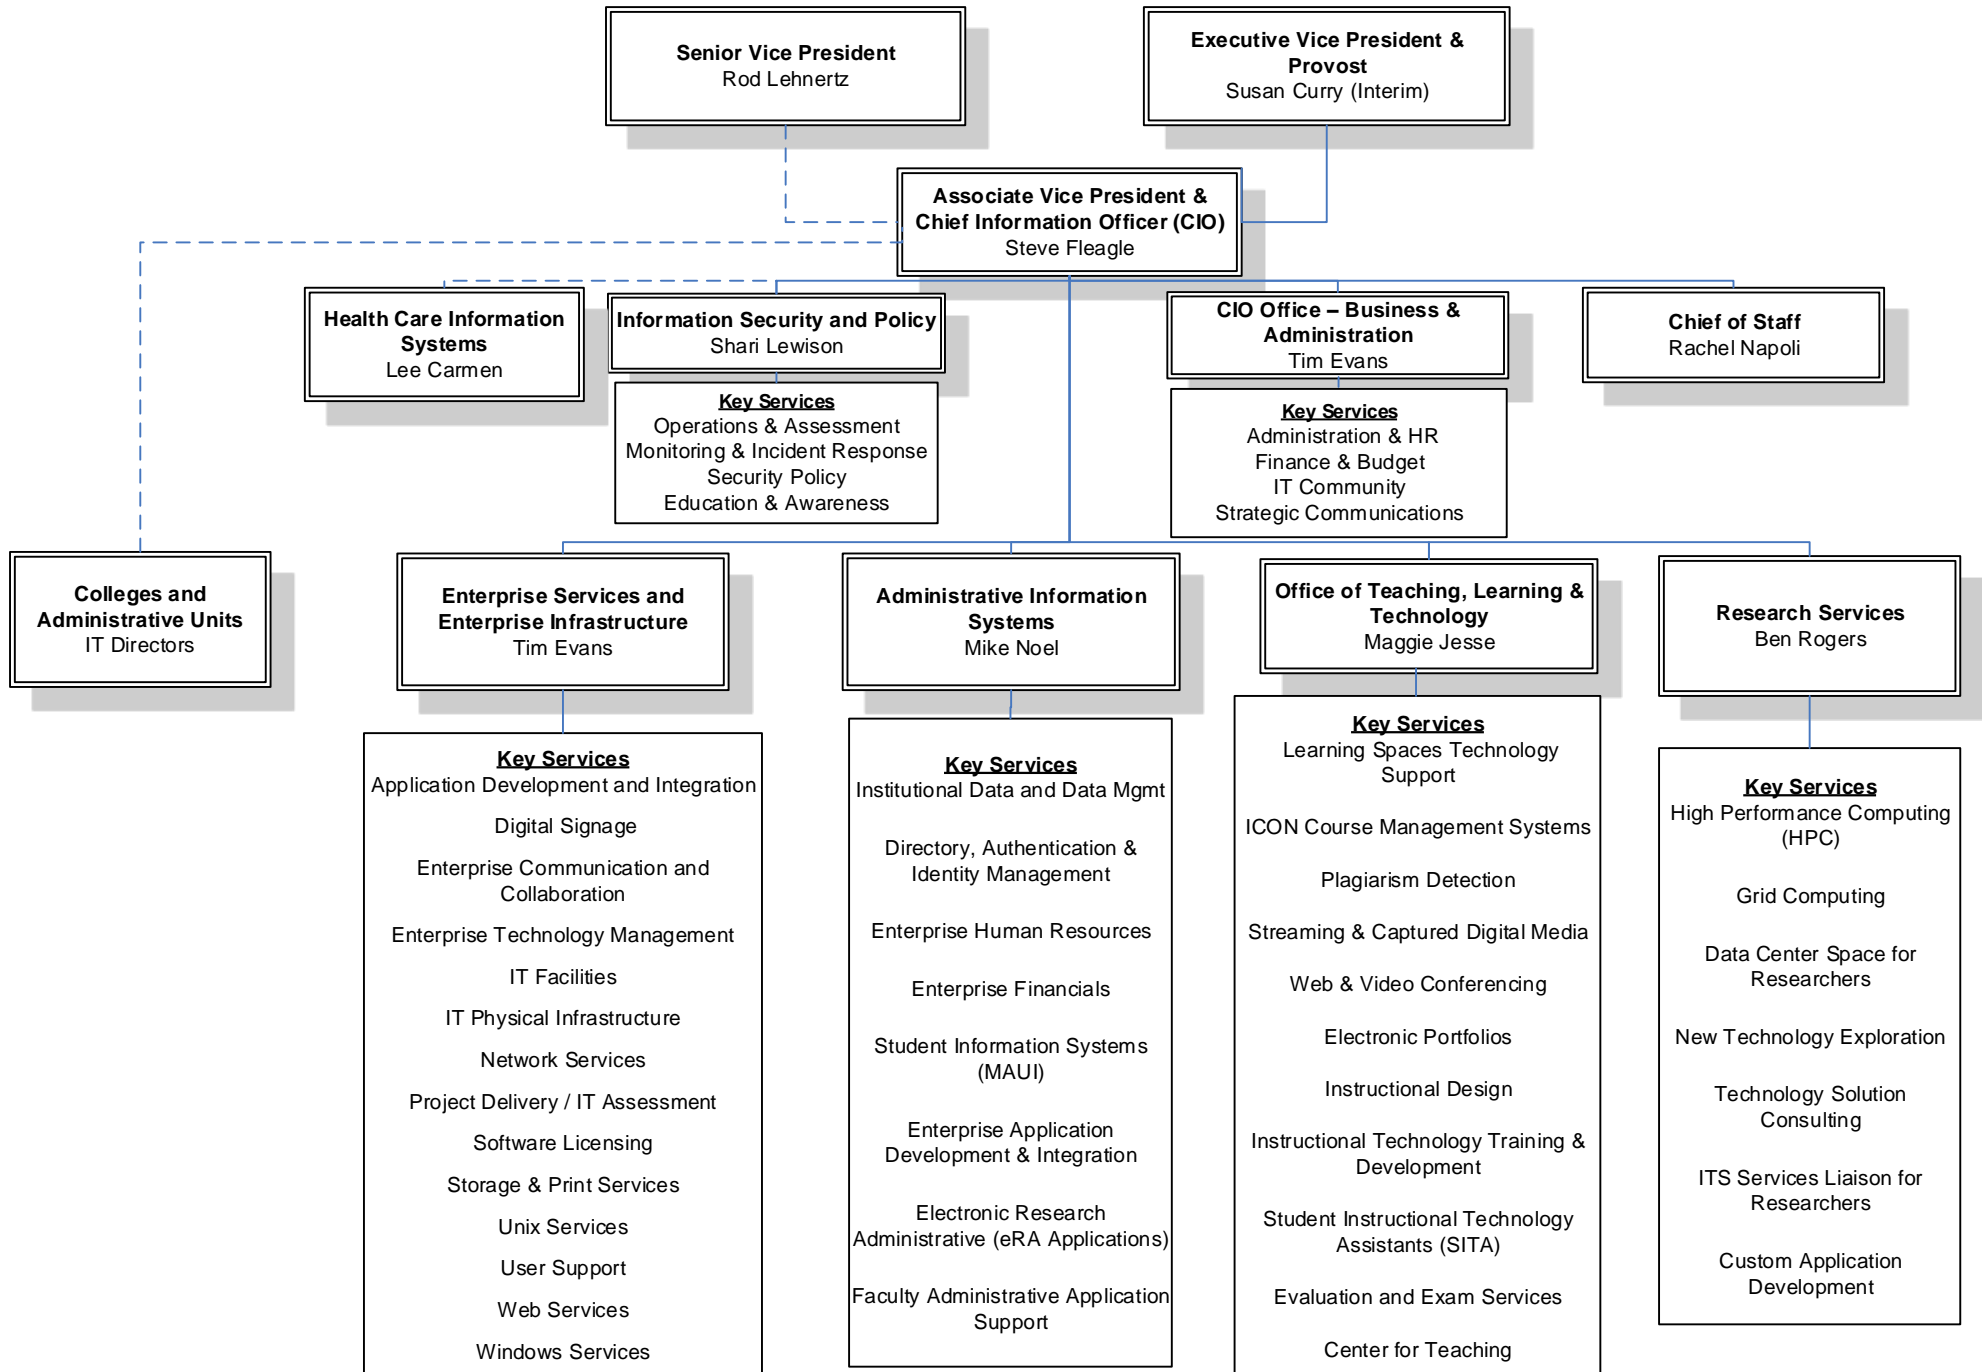 Senior Vice President
Rod Lehnertz
Executive Vice President &
Provost
Susan Curry (Interim)
Associate Vice President &
Chief Information Officer (CIO)
Steve Fleagle
Health Care Information
Systems
Lee Carmen
Information Security and Policy
Shari Lewison
Key Services
Operations & Assessment
Monitoring & Incident Response
Security Policy
Education & Awareness
CIO Office – Business &
Administration
Tim Evans
Key Services
Administration & HR
Finance & Budget
IT Community
Strategic Communications
Chief of Staff
Rachel Napoli
Colleges and
Administrative Units
IT Directors
Enterprise Services and
Enterprise Infrastructure
Tim Evans
Key Services
Application Development and Integration
Digital Signage
Enterprise Communication and
Collaboration
Enterprise Technology Management
IT Facilities
IT Physical Infrastructure
Network Services
Project Delivery / IT Assessment
Software Licensing
Storage & Print Services
Unix Services
User Support
Web Services
Windows Services
Administrative Information
Systems
Mike Noel
Key Services
Institutional Data and Data Mgmt
Directory, Authentication &
Identity Management
Enterprise Human Resources
Enterprise Financials
Student Information Systems
(MAUI)
Enterprise Application
Development & Integration
Electronic Research
Administrative (eRA Applications)
Faculty Administrative Application
Support
Office of Teaching, Learning &
Technology
Maggie Jesse
Key Services
Learning Spaces Technology
Support
ICON Course Management Systems
Plagiarism Detection
Streaming & Captured Digital Media
Web & Video Conferencing
Electronic Portfolios
Instructional Design
Instructional Technology Training &
Development
Student Instructional Technology
Assistants (SITA)
Evaluation and Exam Services
Center for Teaching
Research Services
Ben Rogers
Key Services
High Performance Computing
(HPC)
Grid Computing
Data Center Space for
Researchers
New Technology Exploration
Technology Solution
Consulting
ITS Services Liaison for
Researchers
Custom Application
Development